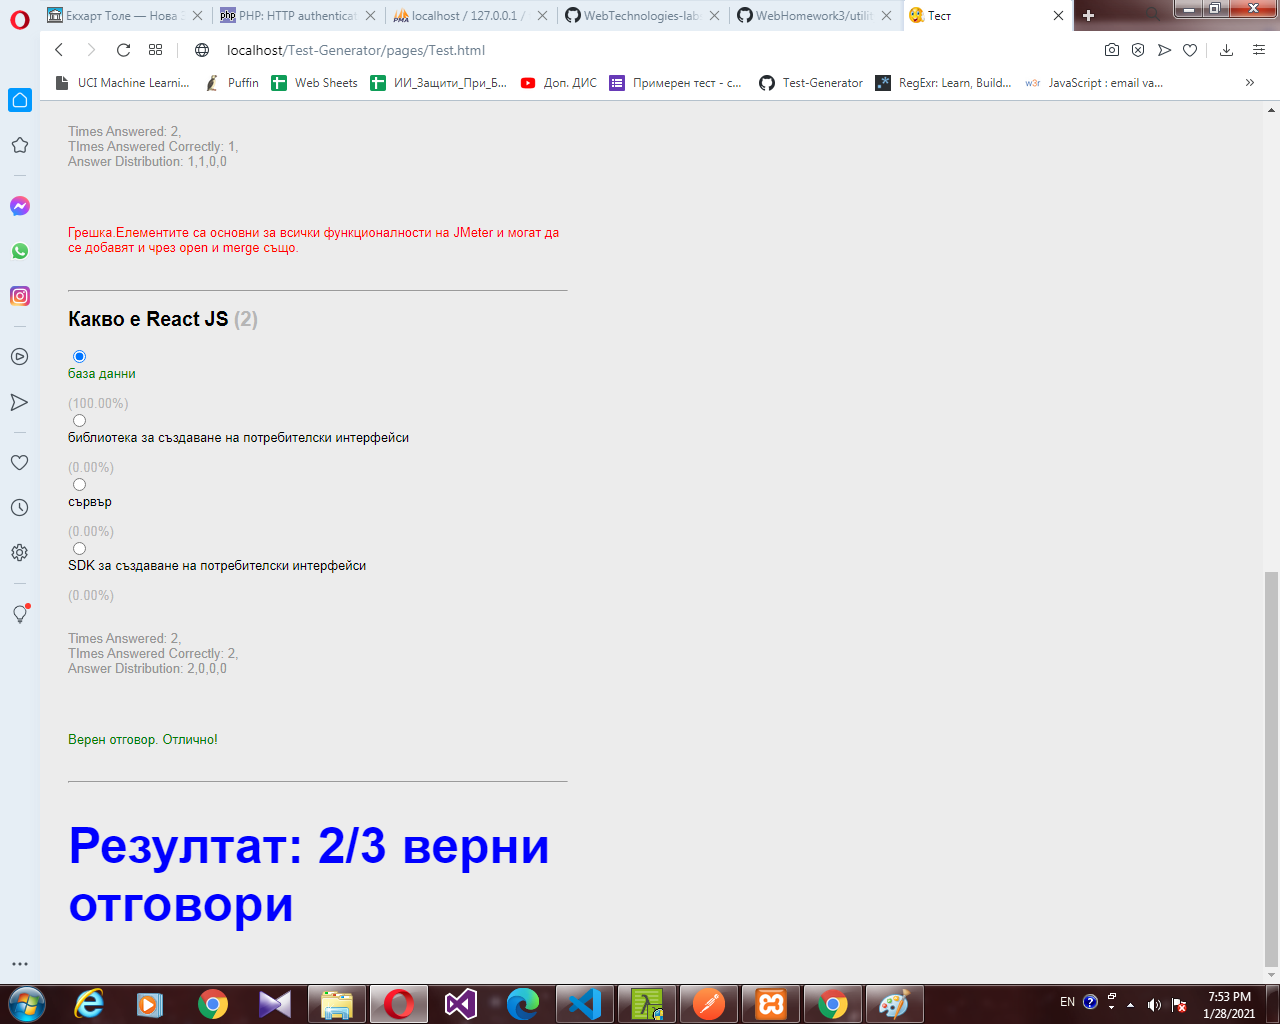 Екхарт Толе — Нова З
PHP: HTTP authenticat
localhost / 127.0.0.1 /
WebTechnologies-lab
WebHomework3/utilit
Тест
localhost/Test-Generator/pages/Test.html
UCI Machine Learni...
Puffin
Web Sheets
ИИ_Защити_При_Б...
Доп. ДИС
Примерен тест - с...
Test-Generator
RegExr: Learn, Build...
w3r
JavaScript : email va...
Times Answered: 2,
TImes Answered Correctly: 1,
Answer Distribution: 1,1,0,0
Грешка.Елементите са основни за всички функционалности на JMeter и могат да
се добавят и чрез open и merge също.
Какво е React JS (2)
база данни
(100.00%)
библиотека за създаване на потребителски интерфейси
(0.00%)
сървър
(0.00%)
SDK за създаване на потребителски интерфейси
(0.00%)
Times Answered: 2,
TImes Answered Correctly: 2,
Answer Distribution: 2,0,0,0
Верен отговор. Отлично!
Резултат: 2/3 верни
отговори
EN
7:53 PM
1/28/2021